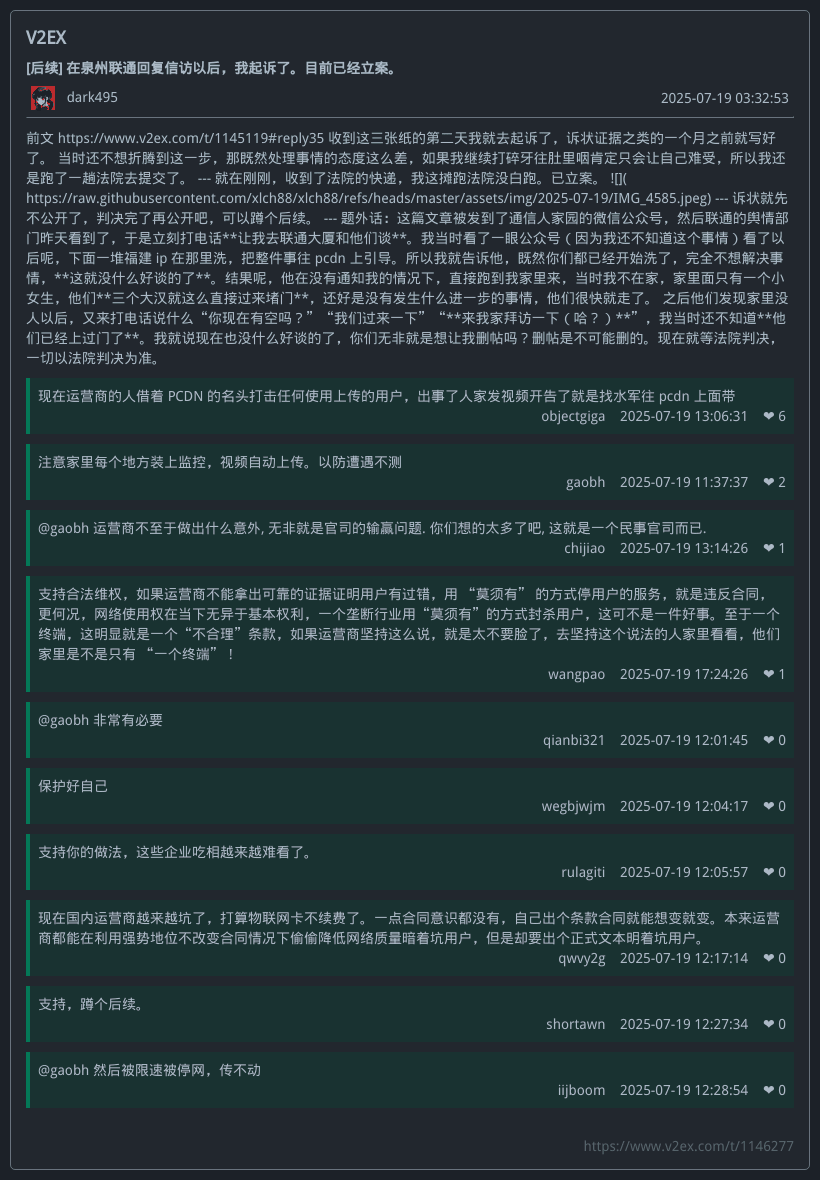 V2EX
[后续] 在泉州联通回复信访以后，我起诉了。目前已经立案。
dark495
2025-07-19 03:32:53
前文 https://www.v2ex.com/t/1145119#reply35 收到这三张纸的第二天我就去起诉了，诉状证据之类的一个月之前就写好
了。 当时还不想折腾到这一步，那既然处理事情的态度这么差，如果我继续打碎牙往肚里咽肯定只会让自己难受，所以我还
是跑了一趟法院去提交了。 --- 就在刚刚，收到了法院的快递，我这摊跑法院没白跑。已立案。 ![](
https://raw.githubusercontent.com/xlch88/xlch88/refs/heads/master/assets/img/2025-07-19/IMG_4585.jpeg) --- 诉状就先
不公开了，判决完了再公开吧，可以蹲个后续。 --- 题外话：这篇文章被发到了通信人家园的微信公众号，然后联通的舆情部
门昨天看到了，于是立刻打电话**让我去联通大厦和他们谈**。我当时看了一眼公众号（因为我还不知道这个事情）看了以
后呢，下面一堆福建 ip 在那里洗，把整件事往 pcdn 上引导。所以我就告诉他，既然你们都已经开始洗了，完全不想解决事
情，**这就没什么好谈的了**。结果呢，他在没有通知我的情况下，直接跑到我家里来，当时我不在家，家里面只有一个小
女生，他们**三个大汉就这么直接过来堵门**，还好是没有发生什么进一步的事情，他们很快就走了。 之后他们发现家里没
人以后，又来打电话说什么“你现在有空吗？” “我们过来一下” “**来我家拜访一下（哈？）**”，我当时还不知道**他
们已经上过门了**。我就说现在也没什么好谈的了，你们无非就是想让我删帖吗？删帖是不可能删的。现在就等法院判决，
一切以法院判决为准。
现在运营商的人借着 PCDN 的名头打击任何使用上传的用户，出事了人家发视频开告了就是找水军往 pcdn 上面带
objectgiga 2025-07-19 13:06:31 ❤ 6
注意家里每个地方装上监控，视频自动上传。以防遭遇不测
gaobh 2025-07-19 11:37:37 ❤ 2
@gaobh 运营商不至于做出什么意外, 无非就是官司的输赢问题. 你们想的太多了吧, 这就是一个民事官司而已.
chijiao 2025-07-19 13:14:26 ❤ 1
支持合法维权，如果运营商不能拿出可靠的证据证明用户有过错，用 “莫须有” 的方式停用户的服务，就是违反合同，
更何况，网络使用权在当下无异于基本权利，一个垄断行业用“莫须有”的方式封杀用户，这可不是一件好事。至于一个
终端，这明显就是一个“不合理”条款，如果运营商坚持这么说，就是太不要脸了，去坚持这个说法的人家里看看，他们
家里是不是只有 “一个终端” ！
wangpao 2025-07-19 17:24:26 ❤ 1
@gaobh 非常有必要
qianbi321 2025-07-19 12:01:45 ❤ 0
保护好自己
wegbjwjm 2025-07-19 12:04:17 ❤ 0
支持你的做法，这些企业吃相越来越难看了。
rulagiti 2025-07-19 12:05:57 ❤ 0
现在国内运营商越来越坑了，打算物联网卡不续费了。一点合同意识都没有，自己出个条款合同就能想变就变。本来运营
商都能在利用强势地位不改变合同情况下偷偷降低网络质量暗着坑用户，但是却要出个正式文本明着坑用户。
qwvy2g 2025-07-19 12:17:14 ❤ 0
支持，蹲个后续。
shortawn 2025-07-19 12:27:34 ❤ 0
@gaobh 然后被限速被停网，传不动
iijboom 2025-07-19 12:28:54 ❤ 0
https://www.v2ex.com/t/1146277